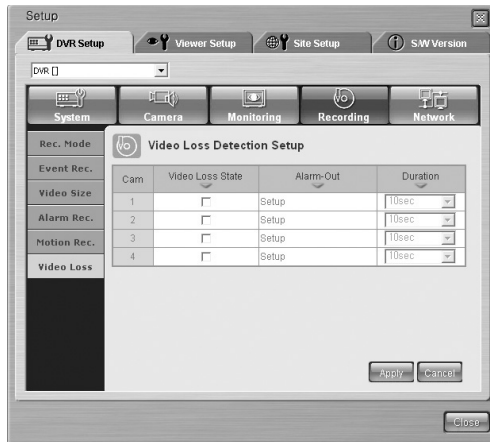 Setup
DVR Setup Viewer Setup Site Setup S/W Version
DVR []
System Camera Monitoring Recording Network
Rec. Mode
Event Rec.
Video Size
Alarm Rec.
Motion Rec.
Video Loss
Video Loss Detection Setup
Cam Video Loss State Alarm-Out Duration
1 Setup 10sec
2 Setup 10sec
3 Setup 10sec
4 Setup 10sec
Apply Cancel
Close